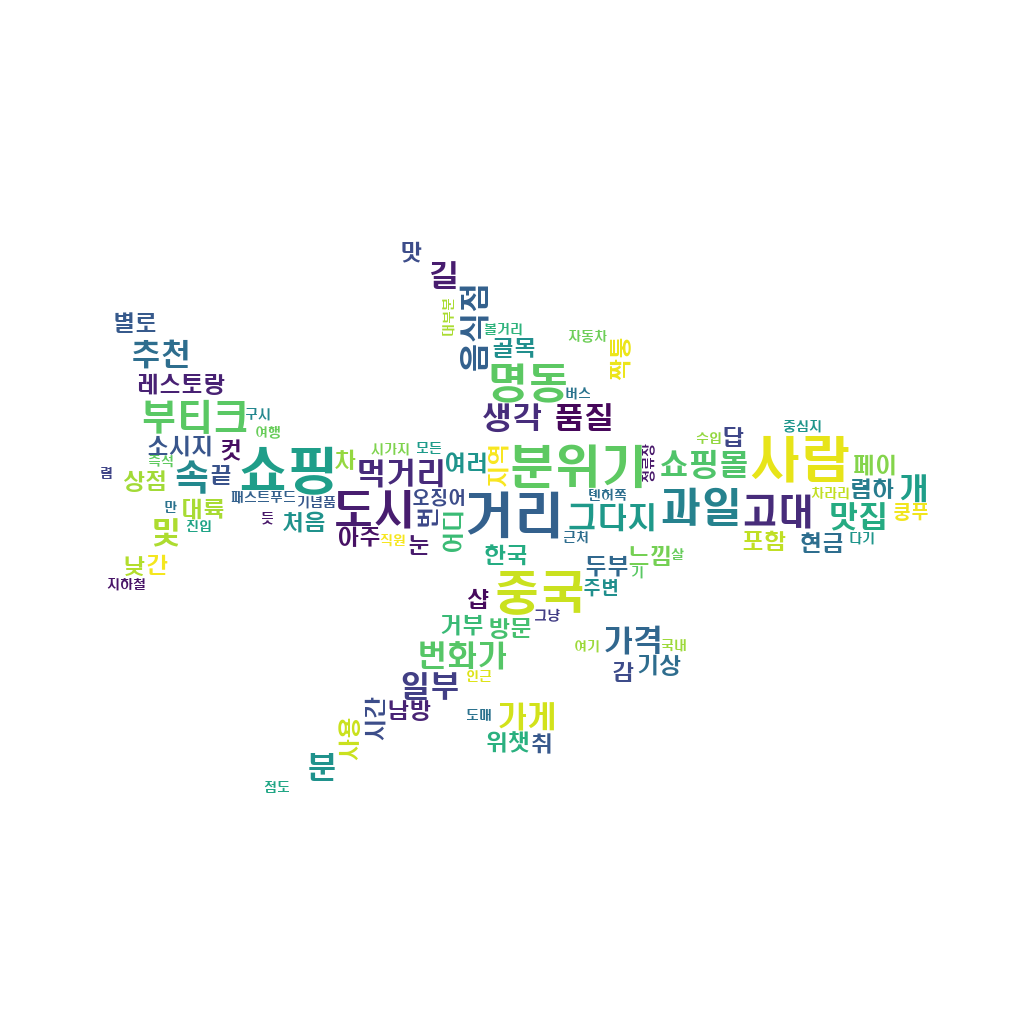 맛
길
음식점
대부분
볼거리
별로
골목
자동차
짝퉁
추천
레스토랑
명동
버스
부티크
구시
생각
품질
여행
중심지
소시지
컷
시가지
모든
수입
답
사람
쇼핑
차
먹거리
여러
지역
분위기
정류장
쇼핑몰
페이
즉석
렴
상점
속
끝
패스트푸드
기념품
도시
오징어
거리
텐허쪽
과일
고대
차라리
렴하
개
만
대륙
듯
처음
번
그다지
맛집
쿵푸
및
진입
아주
직원
눈
어디
근처
포함
현금
다기
낮
간
한국
두부
느낌
살
기
지하철
샵
중국
주변
그냥
거부
방문
번화가
여기
가격
국내
일부
인근
감
기상
남방
시간
도매
가게
사용
위챗
취
분
점도